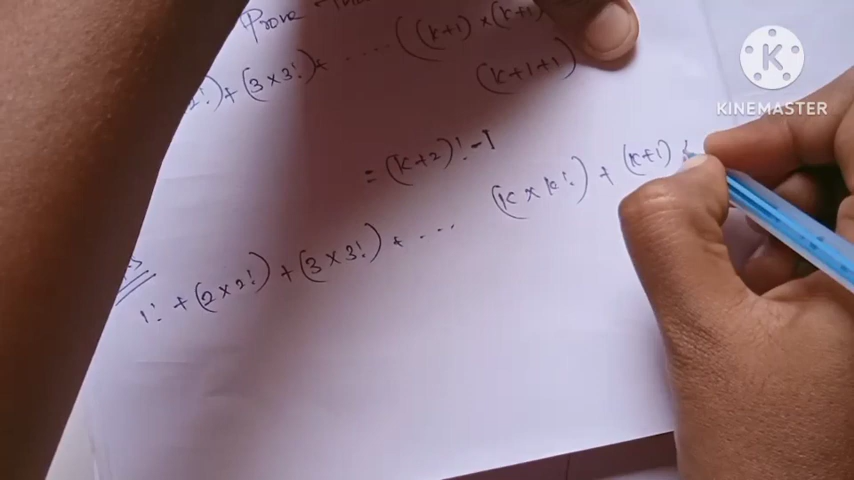 Prove
!) + (3 × 3!) + ..... ((k+1) × (k+1)
(k+1+1)
= (k+2)! - 1
1! + (2 × 2!) + (3 × 3!) + .... (k × k!) + (k+1)
K
KINEMASTER